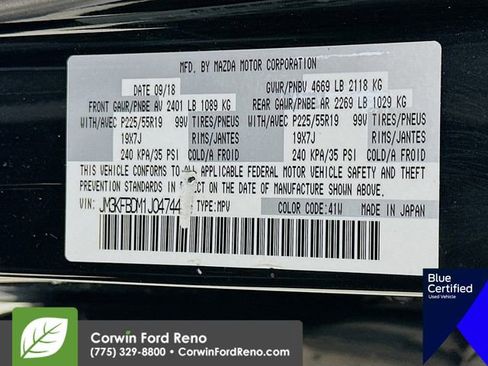 MFD. BY MAZDA MOTOR CORPORATION
DATE 09/18 GVWR/PNBV 4669 LB 2118 KG
FRONT GAWR/PNBE AV 2401 LB 1089 KG REAR GAWR/PNBE AR 2269 LB 1029 KG
WITH/AVEC P225/55R19 99V TIRES/PNEUS WITH/AVEC P225/55R19 99V TIRES/PNEUS
19X7J RIMS/JANTES 19X7J RIMS/JANTES
240 KPA/35 PSI COLD/A FROID 240 KPA/35 PSI COLD/A FROID
THIS VEHICLE CONFORMS TO ALL APPLICABLE FEDERAL MOTOR VEHICLE SAFETY AND THEFT
PREVENTION STANDARDS IN EFFECT ON THE DATE OF MANUFACTURE SHOWN ABOVE.
VIN: JM3KFBDM1J04744 TYPE: MPV COLOR CODE: 41W MADE IN JAPAN
Blue
Certified
Used Vehicle
Corwin Ford Reno
(775) 329-8800 • CorwinFordReno.com